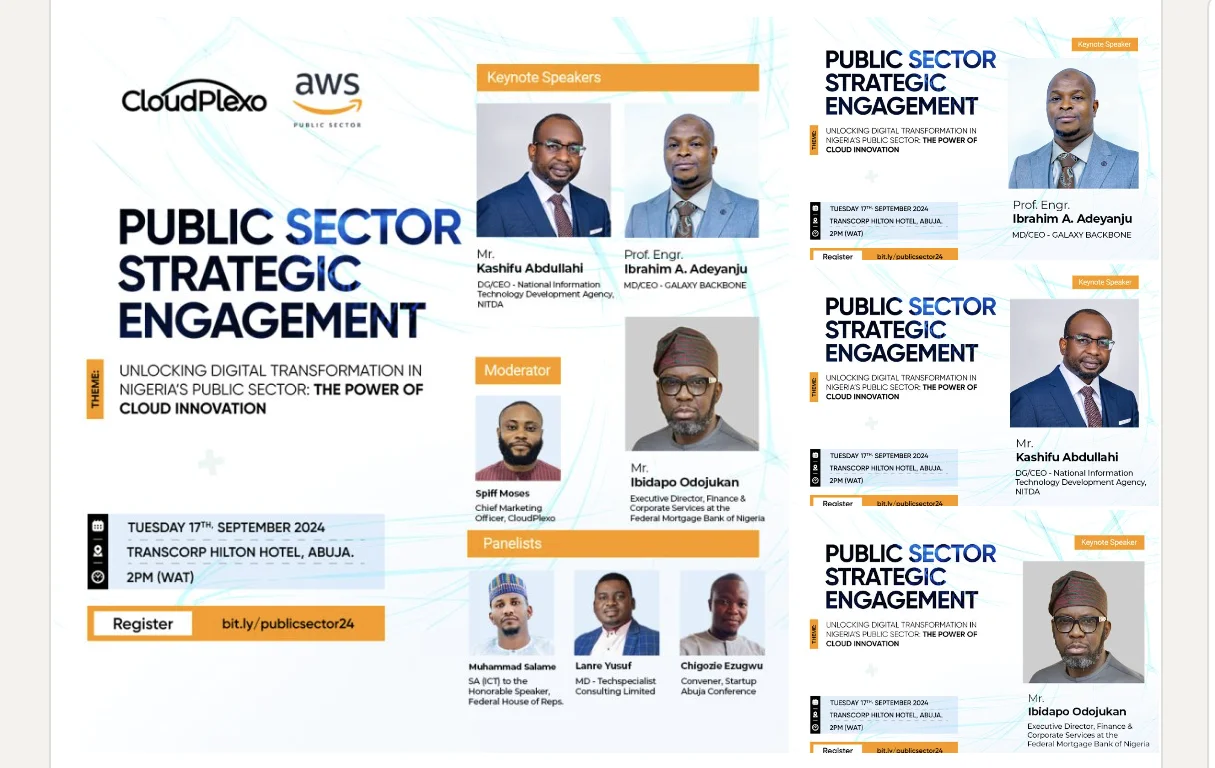 CloudPlexo
aws
PUBLIC SECTOR
PUBLIC SECTOR
STRATEGIC
ENGAGEMENT
THEME:
UNLOCKING DIGITAL TRANSFORMATION IN
NIGERIA'S PUBLIC SECTOR: THE POWER OF
CLOUD INNOVATION
TUESDAY 17TH, SEPTEMBER 2024
TRANSCORP HILTON HOTEL, ABUJA.
2PM (WAT)
Register bit.ly/publicsector24
Keynote Speakers
Mr.
Kashifu Abdullahi
DG/CEO - National Information
Technology Development Agency,
NITDA
Prof. Engr.
Ibrahim A. Adeyanju
MD/CEO - GALAXY BACKBONE
Moderator
Spiff Moses
Chief Marketing
Officer, CloudPlexo
Mr.
Ibidapo Odojukan
Executive Director, Finance &
Corporate Services at the
Federal Mortgage Bank of Nigeria
Panelists
Muhammad Salame
SA (ICT) to the
Honorable Speaker,
Federal House of Reps.
Lanre Yusuf
MD - Techspecialist
Consulting Limited
Chigozie Ezugwu
Convener, Startup
Abuja Conference
Keynote Speaker
PUBLIC SECTOR
STRATEGIC
ENGAGEMENT
THEME:
UNLOCKING DIGITAL TRANSFORMATION IN
NIGERIA'S PUBLIC SECTOR: THE POWER OF
CLOUD INNOVATION
TUESDAY 17TH, SEPTEMBER 2024
TRANSCORP HILTON HOTEL, ABUJA.
2PM (WAT)
Register bit.ly/publicsector24
Prof. Engr.
Ibrahim A. Adeyanju
MD/CEO - GALAXY BACKBONE
Keynote Speaker
PUBLIC SECTOR
STRATEGIC
ENGAGEMENT
THEME:
UNLOCKING DIGITAL TRANSFORMATION IN
NIGERIA'S PUBLIC SECTOR: THE POWER OF
CLOUD INNOVATION
TUESDAY 17TH, SEPTEMBER 2024
TRANSCORP HILTON HOTEL, ABUJA.
2PM (WAT)
Register bit.ly/publicsector24
Mr.
Kashifu Abdullahi
DG/CEO - National Information
Technology Development Agency,
NITDA
Keynote Speaker
PUBLIC SECTOR
STRATEGIC
ENGAGEMENT
THEME:
UNLOCKING DIGITAL TRANSFORMATION IN
NIGERIA'S PUBLIC SECTOR: THE POWER OF
CLOUD INNOVATION
TUESDAY 17TH, SEPTEMBER 2024
TRANSCORP HILTON HOTEL, ABUJA.
2PM (WAT)
Register bit.ly/publicsector24
Mr.
Ibidapo Odojukan
Executive Director, Finance &
Corporate Services at the
Federal Mortgage Bank of Nigeria